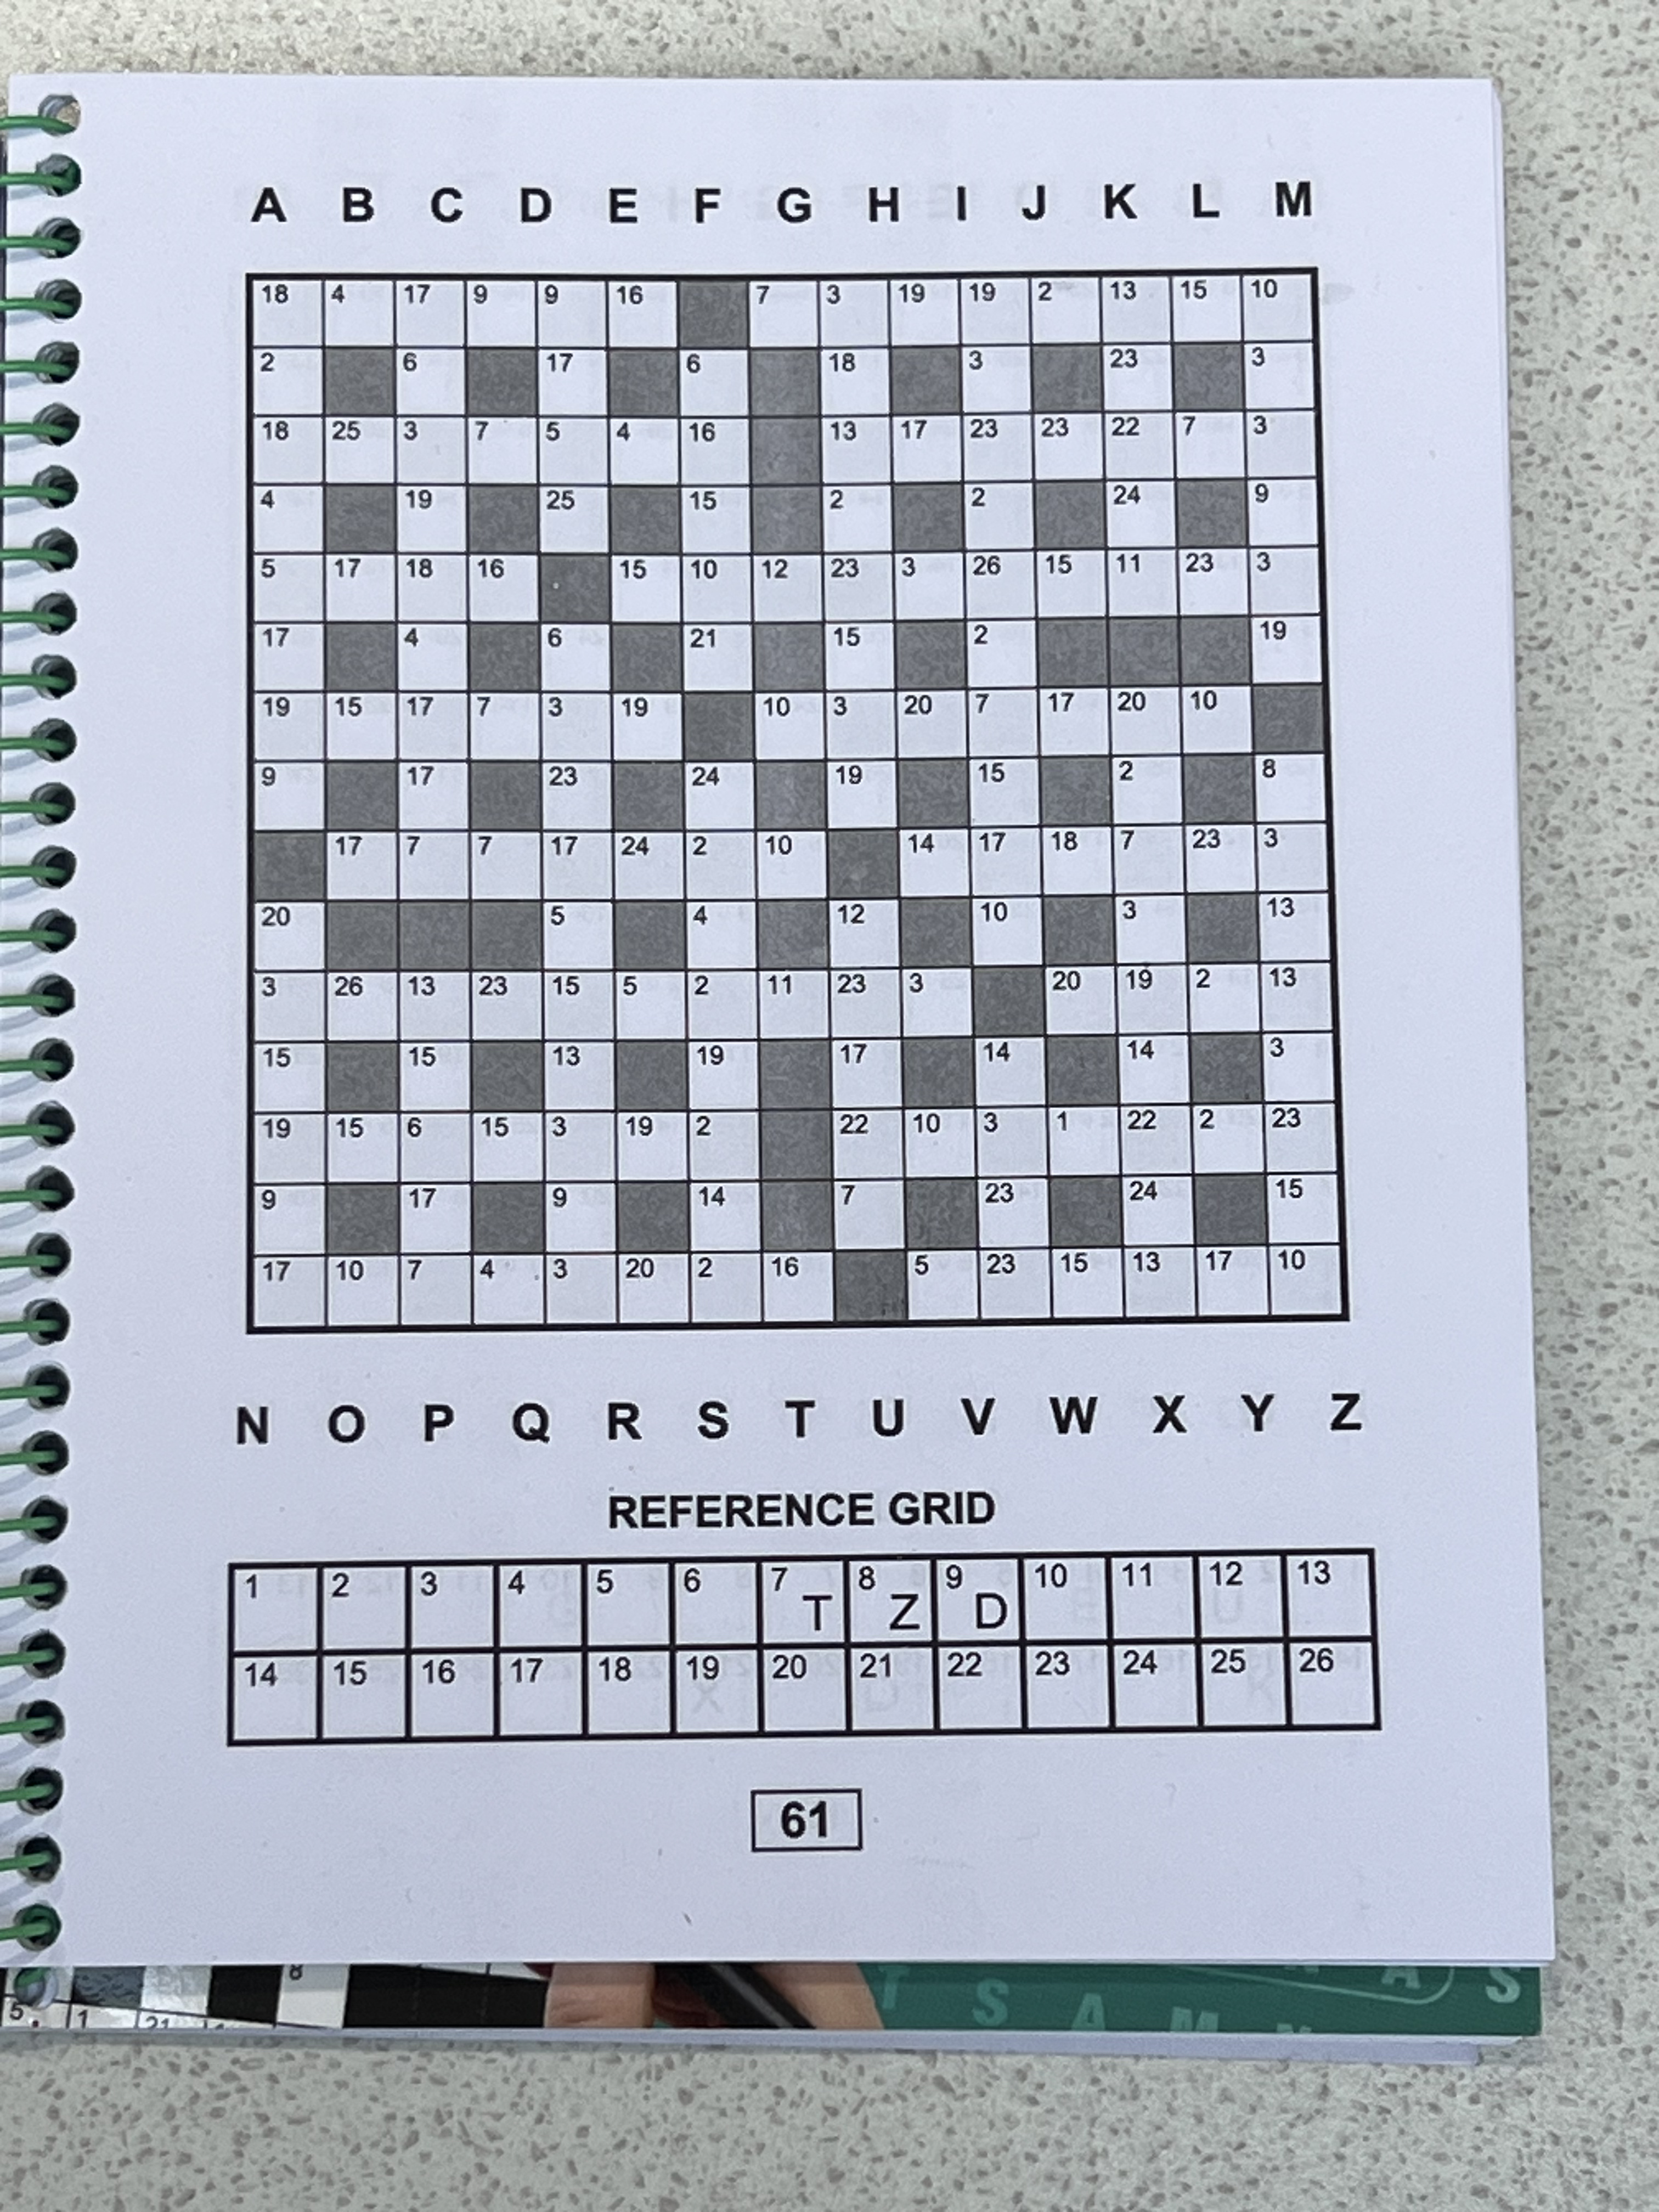 A B C D E F G H I J K L M
18 4 17 9 9 16 7 3 19 19 2 13 15 10
2 6 17 6 18 3 23 3
18 25 3 7 5 4 16 13 17 23 23 22 7 3
4 19 25 15 2 2 24 9
5 17 18 16 15 10 12 23 3 26 15 11 23 3
17 4 6 21 15 2 19
19 15 17 7 3 19 10 3 20 7 17 20 10
9 17 23 24 19 15 2 8
17 7 7 17 24 2 10 14 17 18 7 23 3
20 5 4 12 10 3 13
3 26 13 23 15 5 2 11 23 3 20 19 2 13
15 15 13 19 17 14 14 3
19 15 6 15 3 19 2 22 10 3 1 22 2 23
9 17 9 14 7 23 24 15
17 10 7 4 3 20 2 16 5 23 15 13 17 10
N O P Q R S T U V W X Y Z
REFERENCE GRID
1 2 3 4 5 6 7 T 8 Z 9 D 10 11 12 13
14 15 16 17 18 19 20 21 22 23 24 25 26
61
8
5 1 21
T S A M
A S